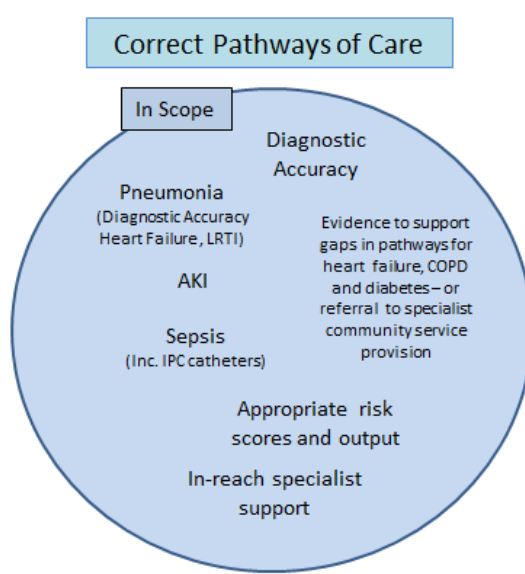 Correct Pathways of Care
In Scope
Diagnostic
Accuracy
Pneumonia
(Diagnostic Accuracy
Heart Failure, LRTI)
AKI
Sepsis
(Inc. IPC catheters)
Evidence to support
gaps in pathways for
heart failure, COPD
and diabetes – or
referral to specialist
community service
provision
Appropriate risk
scores and output
In-reach specialist
support